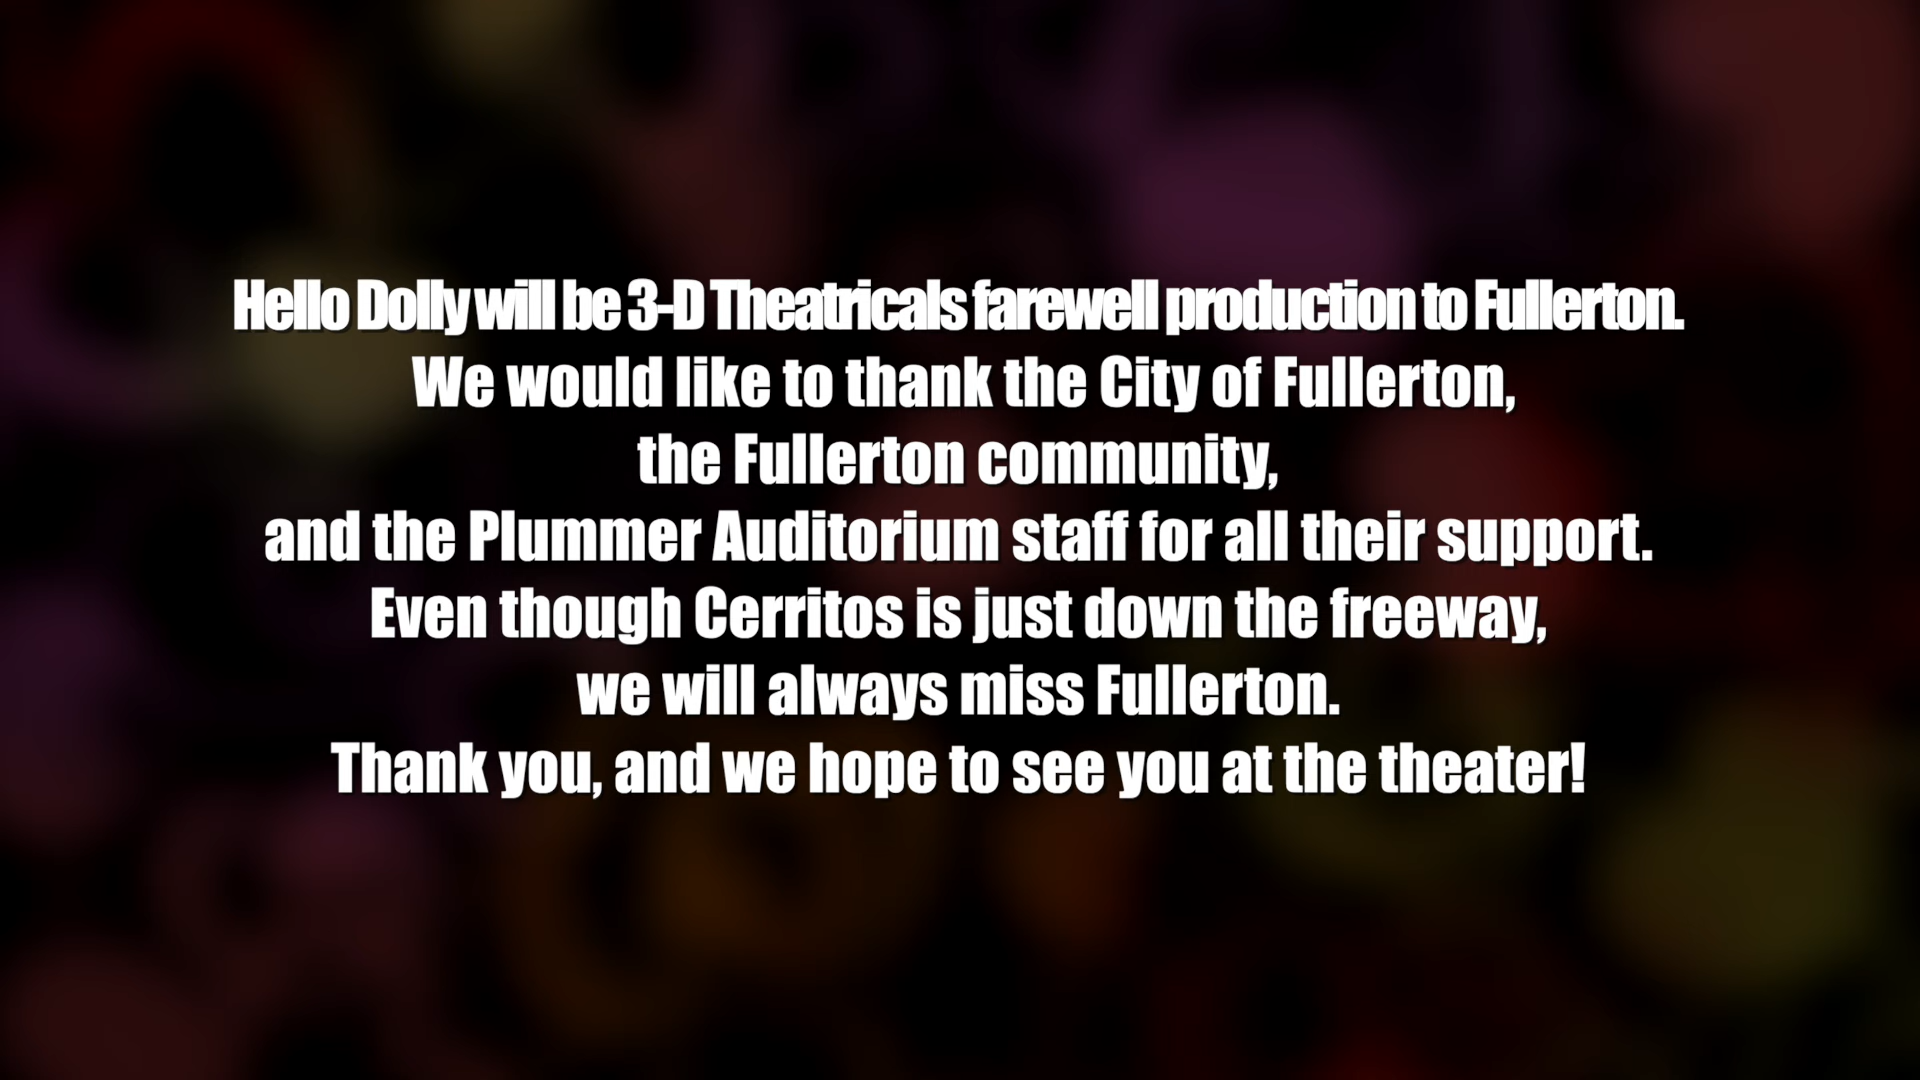 Hello Dolly will be 3-D Theatricals farewell production to Fullerton.
We would like to thank the City of Fullerton,
the Fullerton community,
and the Plummer Auditorium staff for all their support.
Even though Cerritos is just down the freeway,
we will always miss Fullerton.
Thank you, and we hope to see you at the theater!